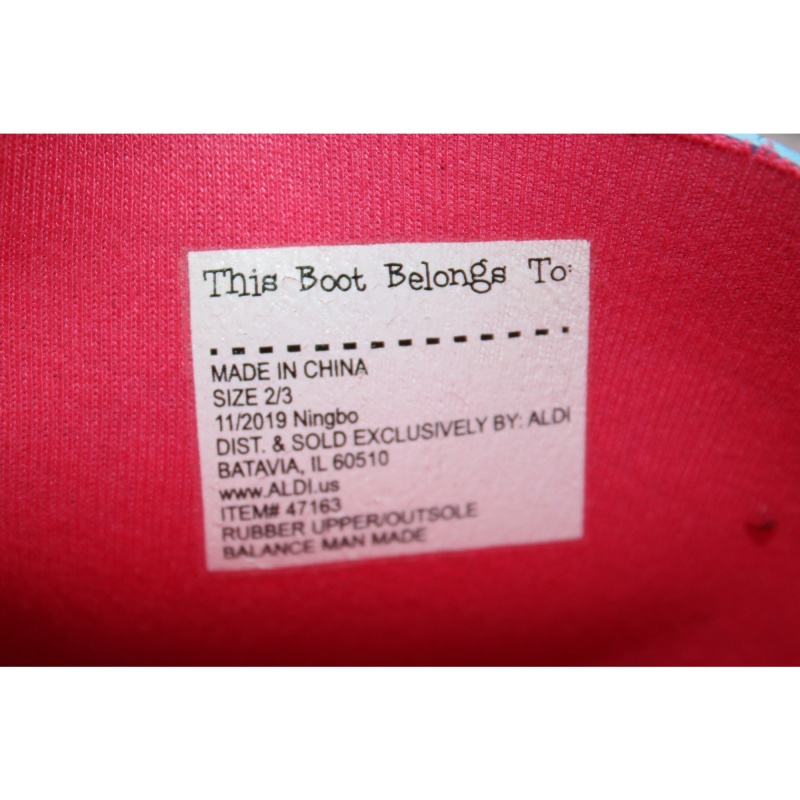 This Boot Belongs To:
MADE IN CHINA
SIZE 2/3
11/2019 Ningbo
DIST. & SOLD EXCLUSIVELY BY: ALDI
BATAVIA, IL 60510
www.ALDI.us
ITEM# 47163
RUBBER UPPER/OUTSOLE
BALANCE MAN MADE